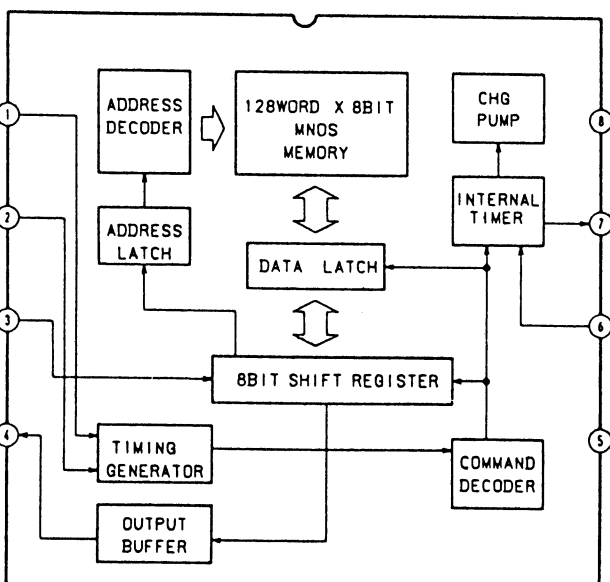 ADDRESS
DECODER
128WORD X 8BIT
MNOS
MEMORY
CHG
PUMP
1
8
2
ADDRESS
LATCH
INTERNAL
TIMER
7
DATA LATCH
3
6
8BIT SHIFT REGISTER
4
TIMING
GENERATOR
COMMAND
DECODER
5
OUTPUT
BUFFER